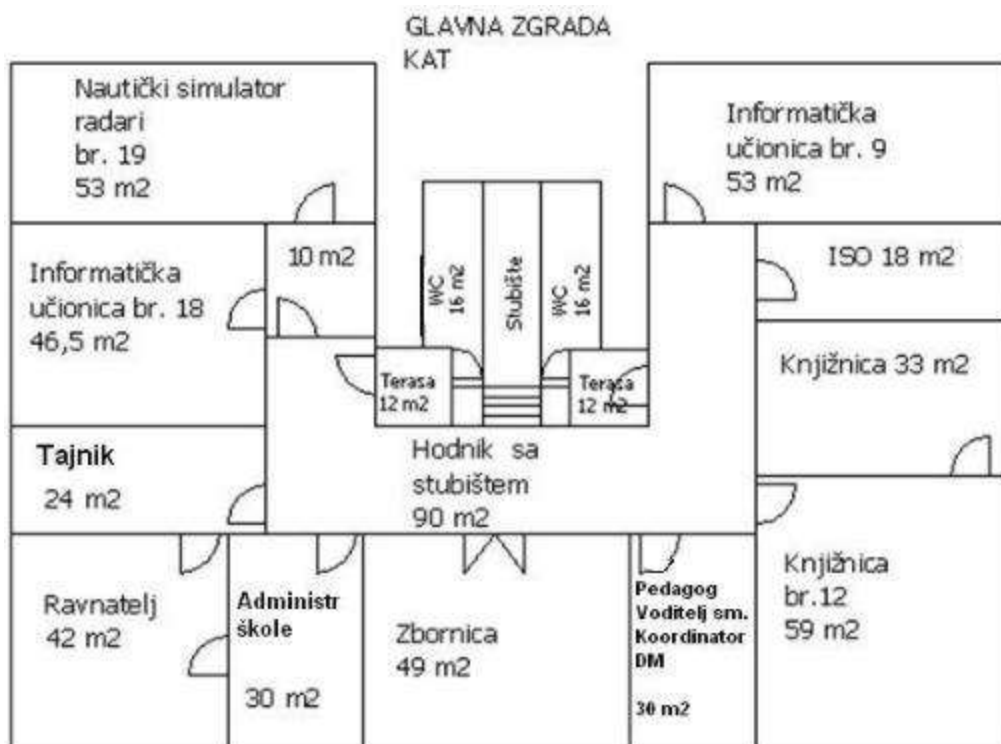 GLAVNA ZGRADA
KAT
Nautički simulator
radari
br. 19
53 m2
Informatička
učionica br. 9
53 m2
10 m2
Informatička
učionica br. 18
46,5 m2
WC
16 m2
Stubište
WC
16 m2
ISO 18 m2
Knjižnica 33 m2
Terasa
12 m2
Terasa
12 m2
Tajnik
24 m2
Hodnik sa
stubištem
90 m2
Ravnatelj
42 m2
Administr
škole
30 m2
Zbornica
49 m2
Pedagog
Voditelj sm.
Koordinator
DM
30 m2
Knjižnica
br.12
59 m2